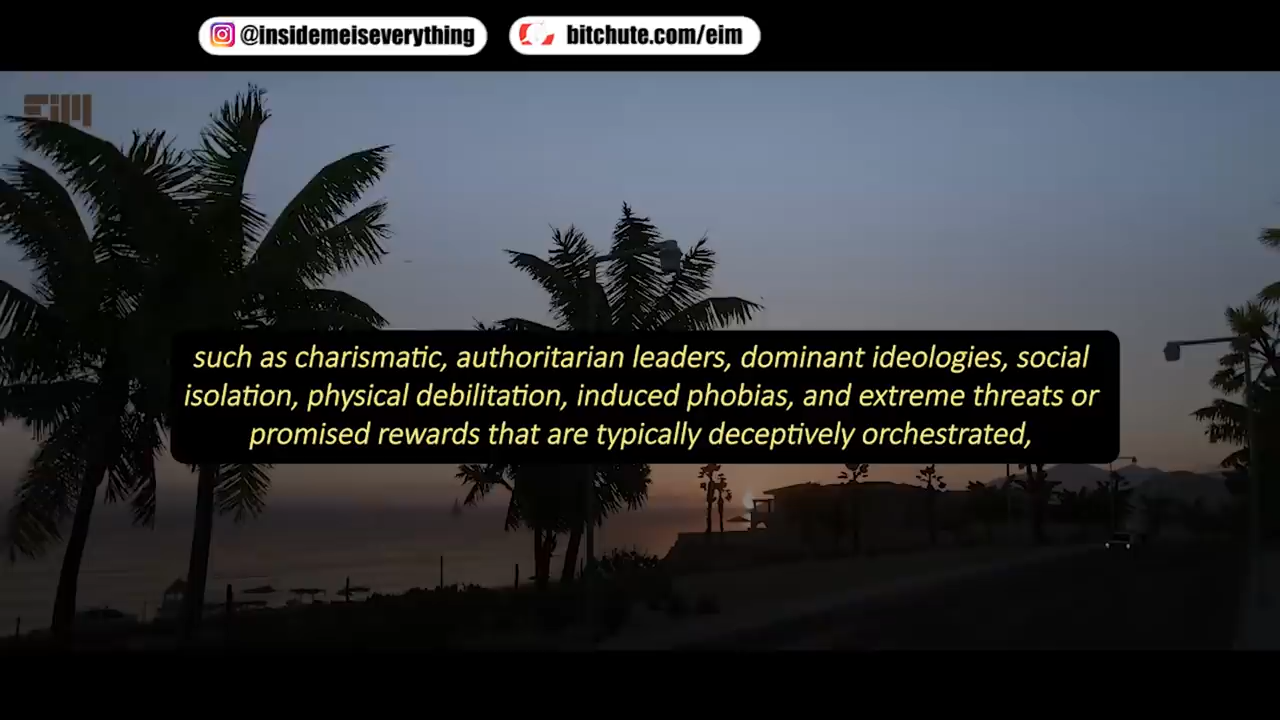 @insidemeiseverything
bitchute.com/eim
EiM
such as charismatic, authoritarian leaders, dominant ideologies, social
isolation, physical debilitation, induced phobias, and extreme threats or
promised rewards that are typically deceptively orchestrated,